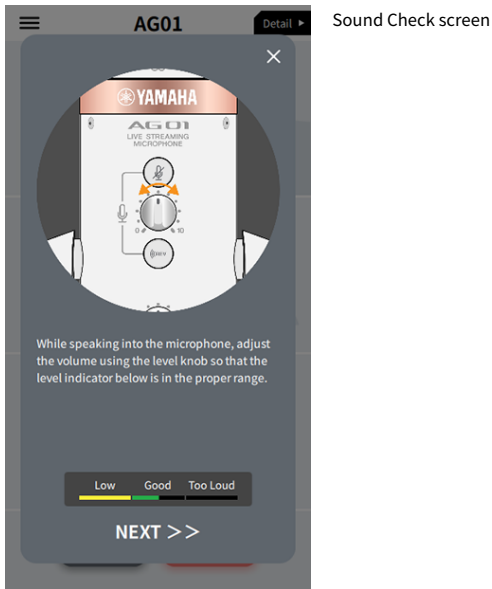 AG01
Detail ▶
Sound Check screen
YAMAHA
AG01
LIVE STREAMING
MICROPHONE
0
10
REV
While speaking into the microphone, adjust
the volume using the level knob so that the
level indicator below is in the proper range.
Low Good Too Loud
NEXT >>